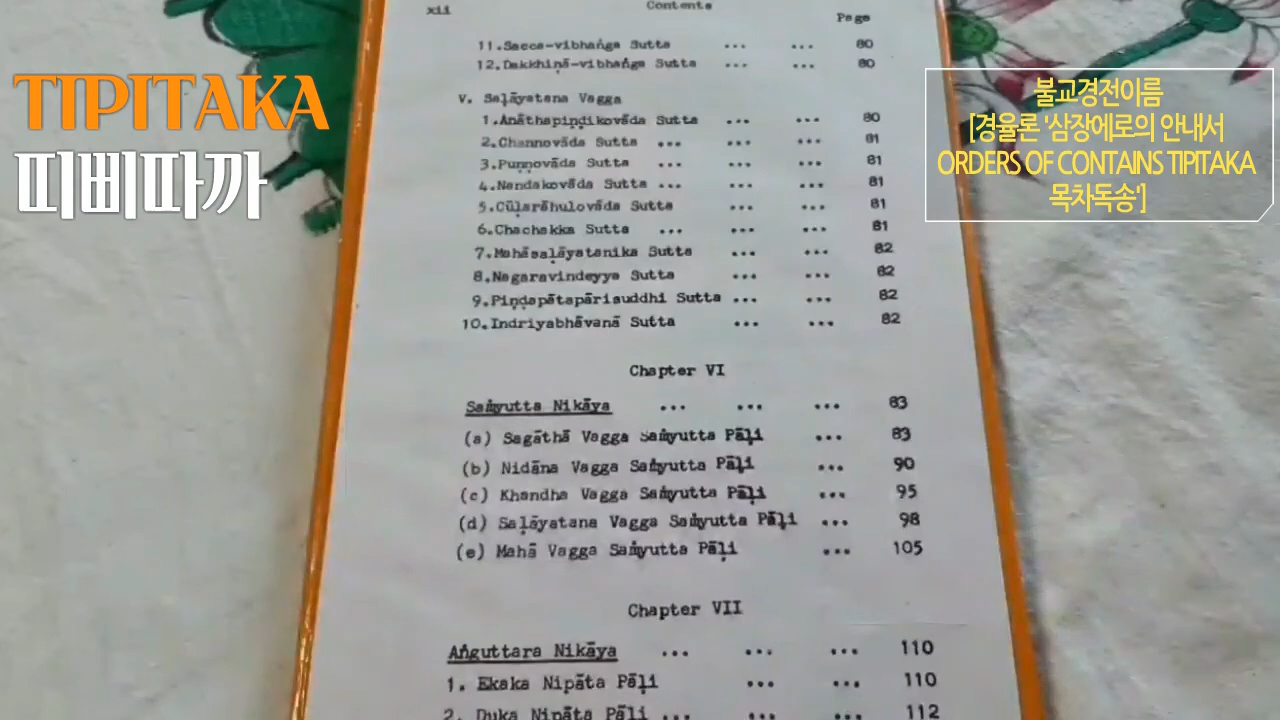 TIPITAKA
띠삐따까
불교경전이름
[경율론 '삼장에로의 안내서
ORDERS OF CONTAINS TIPITAKA
목차독송']
xii Contents
Page
11.Sacca-vibhaṅga Sutta ... ... 80
12.Dakkhiṇā-vibhaṅga Sutta ... ... 80
V. Saḷāyatana Vagga
1.Anāthapiṇḍikovāda Sutta ... ... 80
2.Channovāda Sutta ... ... ... 81
3.Puṇṇovāda Sutta ... ... 81
4.Nandakovāda Sutta ... ... ... 81
5.Cūḷarāhulovāda Sutta ... ... 81
6.Chachakka Sutta ... ... ... 81
7.Mahāsaḷāyatanika Sutta ... ... 82
8.Nagaravindeyya Sutta ... ... 82
9.Piṇḍapātapārisuddhi Sutta ... ... 82
10.Indriyabhāvanā Sutta ... ... 82
Chapter VI
Saṁyutta Nikāya ... ... ... 83
(a) Sagāthā Vagga Saṁyutta Pāḷi ... 83
(b) Nidāna Vagga Saṁyutta Pāḷi ... 90
(c) Khandha Vagga Saṁyutta Pāḷi ... 95
(d) Saḷāyatana Vagga Saṁyutta Pāḷi ... 98
(e) Mahā Vagga Saṁyutta Pāḷi ... 105
Chapter VII
Aṅguttara Nikāya ... ... ... 110
1. Ekaka Nipāta Pāḷi ... ... 110
2. Duka Nipāta Pāḷi ... ... ... 112